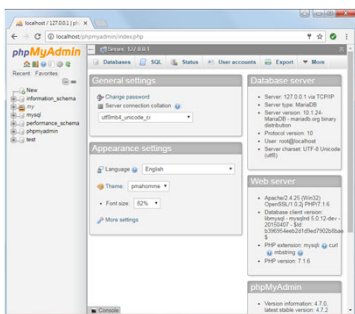 localhost / 127.0.0.1 | ph
localhost/phpmyadmin/index.php
phpMyAdmin
Recent Favorites
New
information_schema
my
mysql
performance_schema
phpmyadmin
test
Server: 127.0.0.1
Databases SQL Status User accounts Export More
General settings
Change password
Server connection collation
utf8mb4_unicode_ci
Appearance settings
Language English
Theme: pmahomme
Font size: 82%
More settings
Database server
Server: 127.0.0.1 via TCP/IP
Server type: MariaDB
Server version: 10.1.24-
MariaDB - mariadb.org binary
distribution
Protocol version: 10
User: root@localhost
Server charset: UTF-8 Unicode
(utf8)
Web server
Apache/2.4.25 (Win32)
OpenSSL/1.0.2j PHP/7.1.6
Database client version:
libmysql - mysqlnd 5.0.12-dev -
20150407 - $Id:
$
PHP extension: mysqli curl
mbstring
PHP version: 7.1.6
phpMyAdmin
Version information: 4.7.0,
latest stable version: 4.7.2
Console